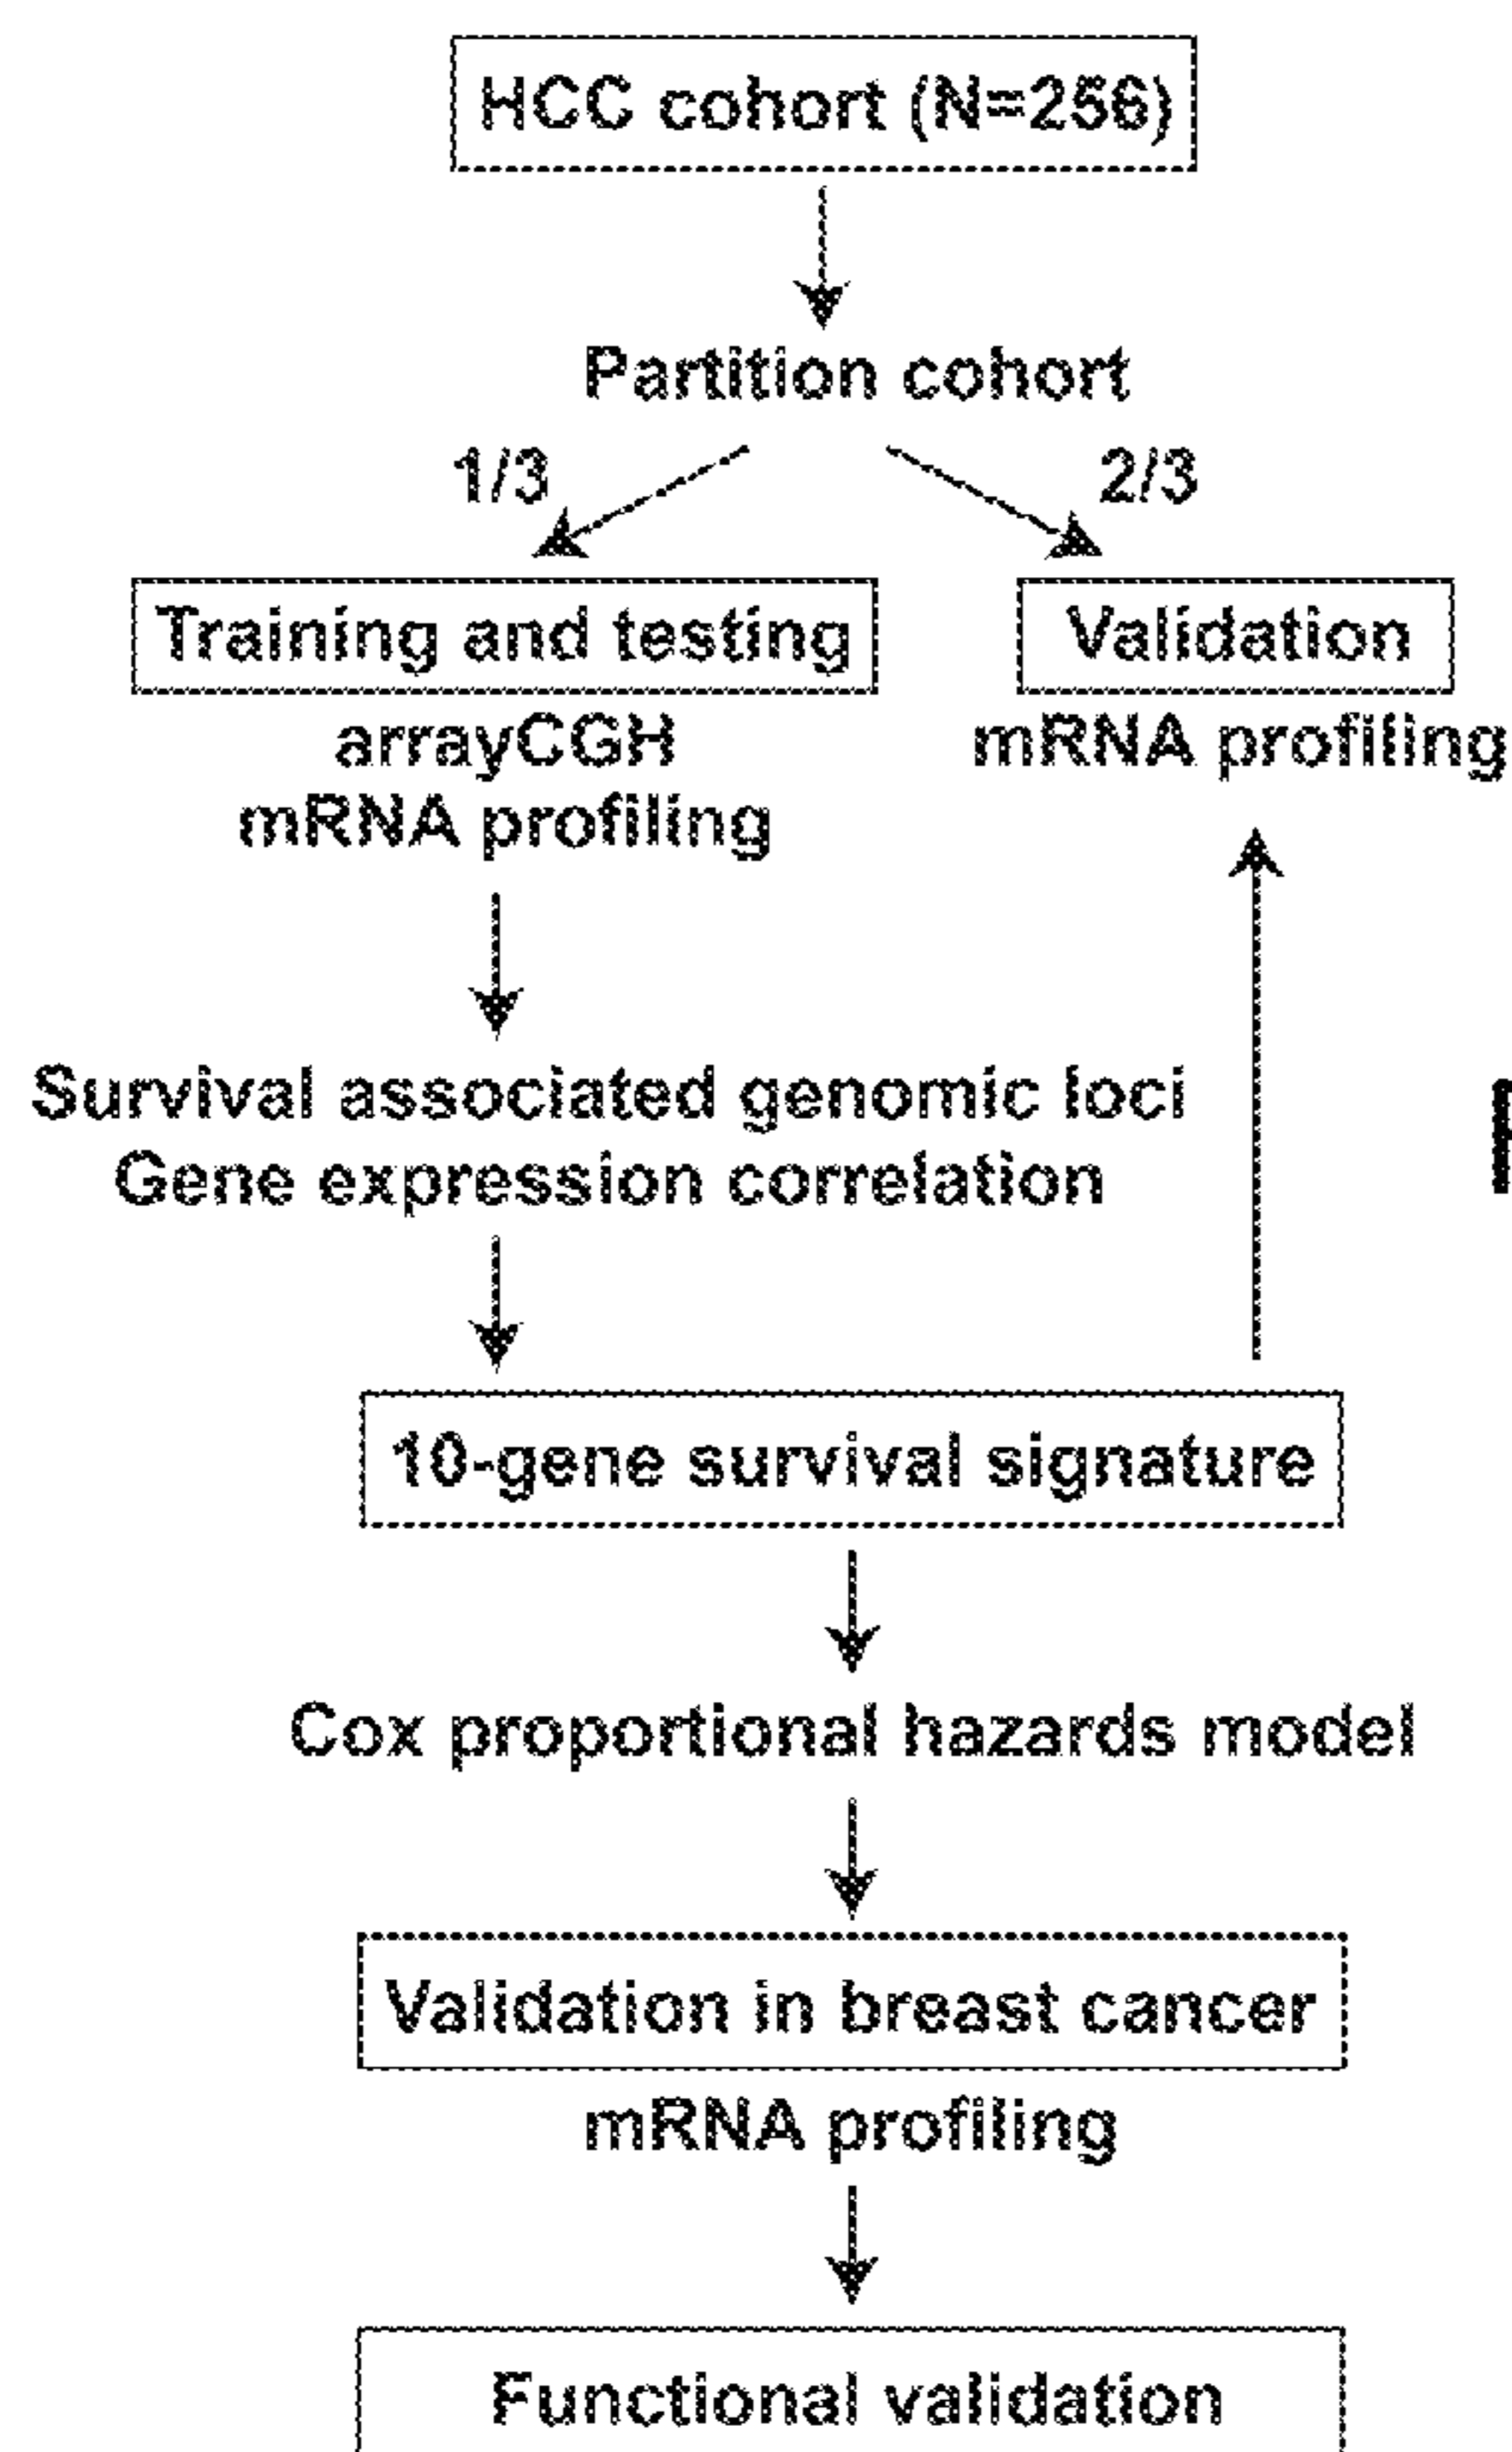 HCC cohort (N=256)
Partition cohort
1/3
2/3
Training and testing
Validation
arrayCGH
mRNA profiling
mRNA profiling
Survival associated genomic loci
Gene expression correlation
10-gene survival signature
Cox proportional hazards model
Validation in breast cancer
mRNA profiling
Functional validation